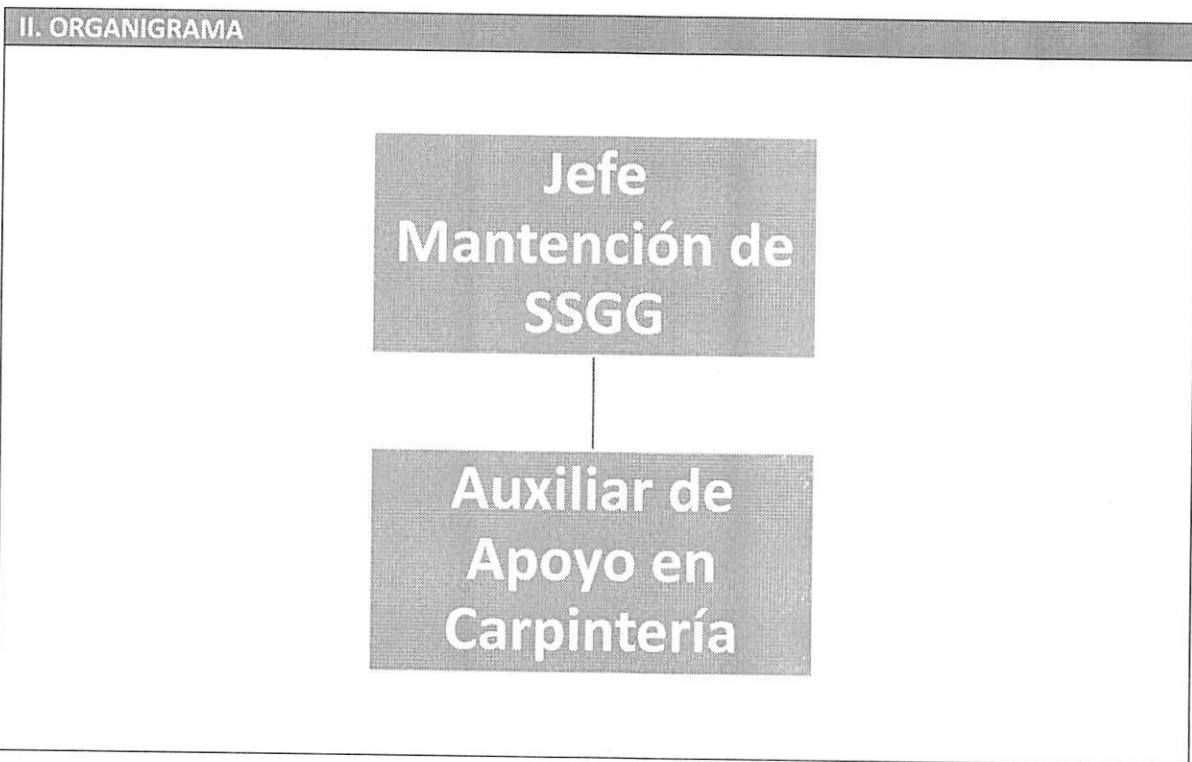 II. ORGANIGRAMA
Jefe
Mantención de
SSGG
Auxiliar de
Apoyo en
Carpintería